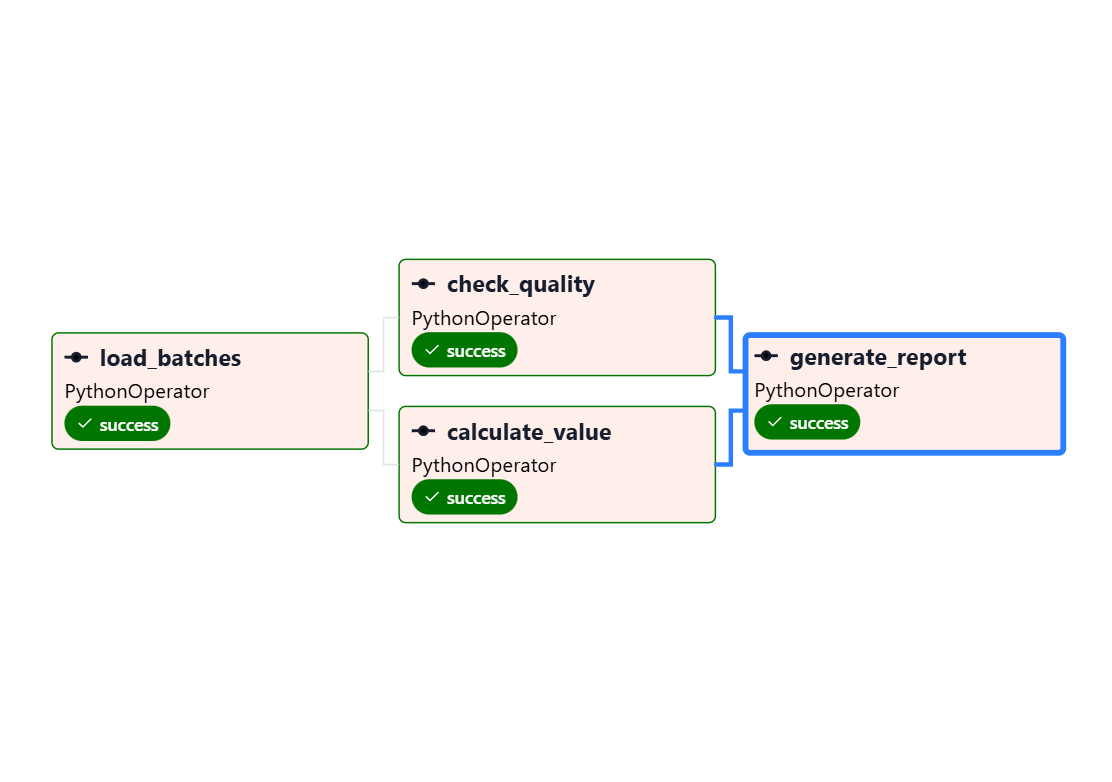 load_batches
PythonOperator
success
check_quality
PythonOperator
success
calculate_value
PythonOperator
success
generate_report
PythonOperator
success